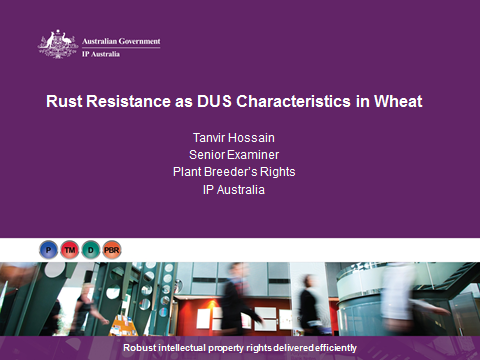 Australian Government
IP Australia
Rust Resistance as DUS Characteristics in Wheat
Tanvir Hossain
Senior Examiner
Plant Breeder's Rights
IP Australia
P TM D PBR
Robust intellectual property rights delivered efficiently